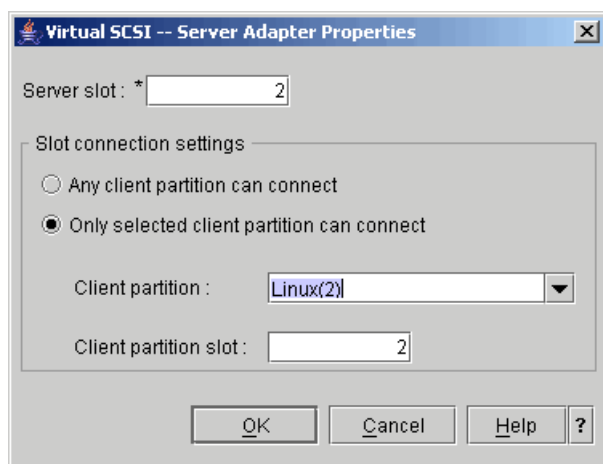 Virtual SCSI -- Server Adapter Properties
Server slot : * 2
Slot connection settings
Any client partition can connect
Only selected client partition can connect
Client partition : Linux(2)
Client partition slot : 2
OK Cancel Help ?